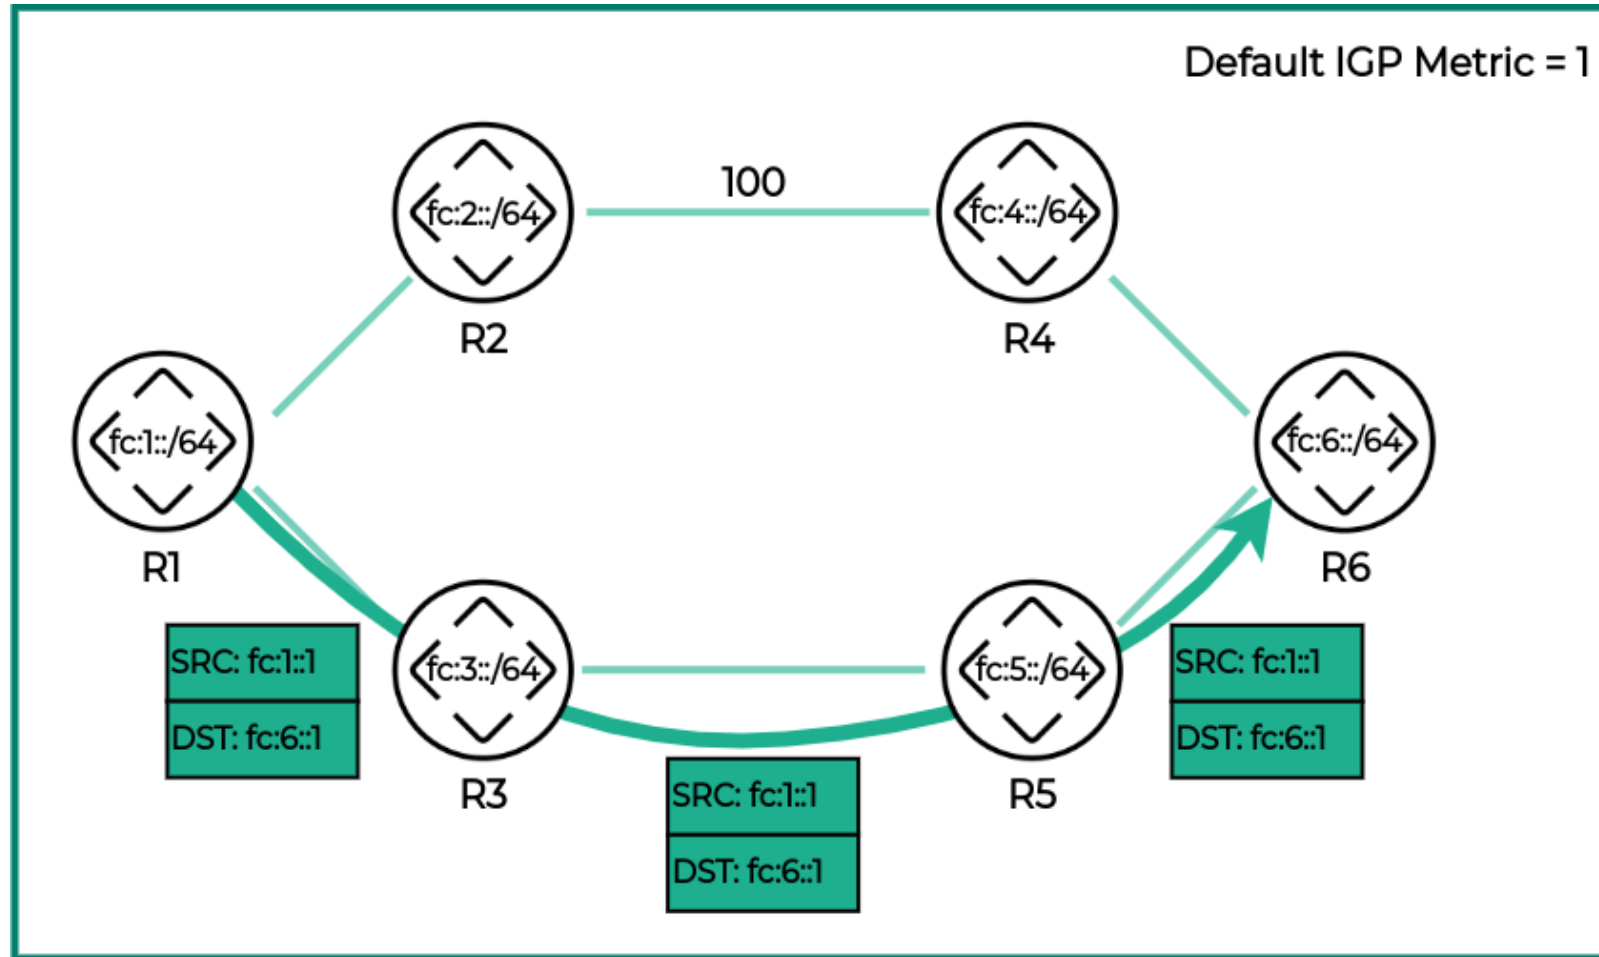 Default IGP Metric = 1
100
fc:2::/64
fc:4::/64
R2
R4
fc:1::/64
fc:6::/64
R1
R6
SRC: fc:1::1
DST: fc:6::1
fc:3::/64
fc:5::/64
SRC: fc:1::1
DST: fc:6::1
R3
R5
SRC: fc:1::1
DST: fc:6::1